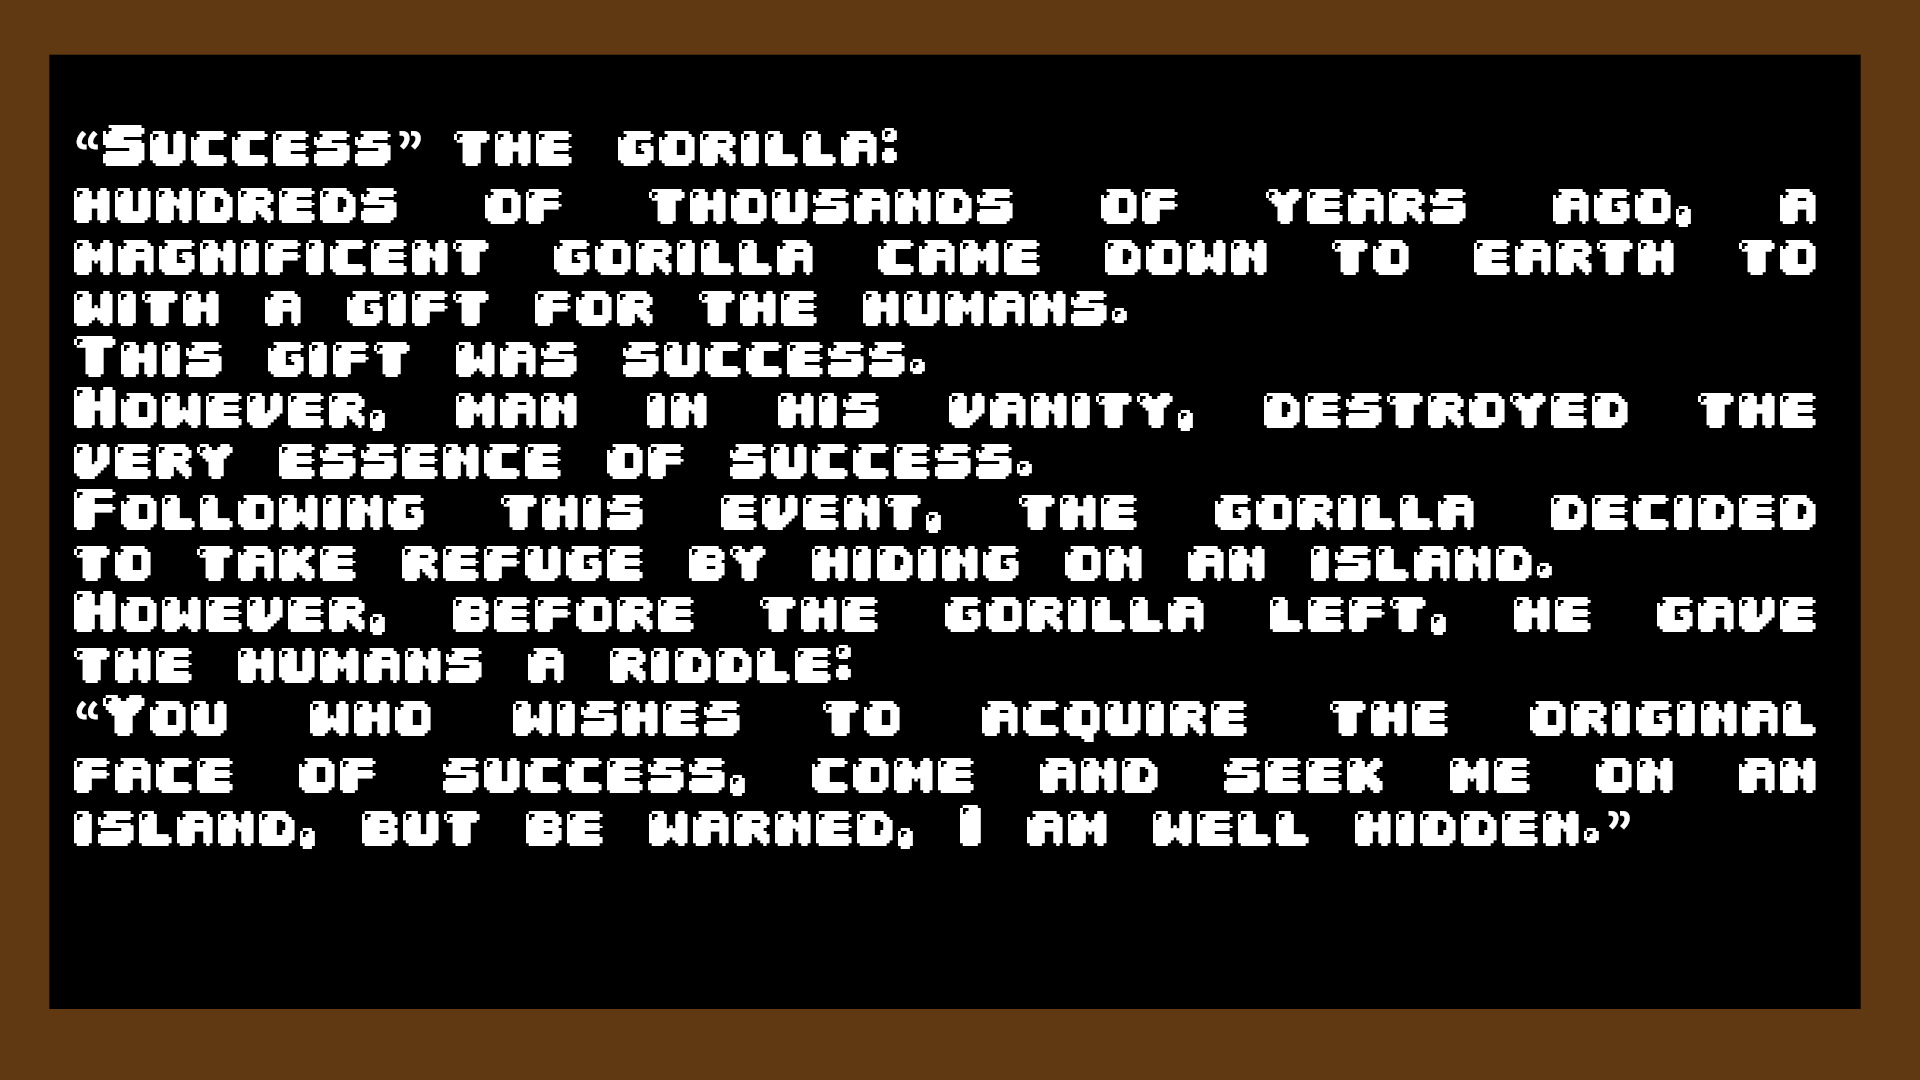 “Success” the gorilla:
hundreds of thousands of years ago, a
magnificent gorilla came down to earth to
with a gift for the humans.
This gift was success.
However, man in his vanity, destroyed the
very essence of success.
Following this event, the gorilla decided
to take refuge by hiding on an island.
However, before the gorilla left, he gave
the humans a riddle:
“You who wishes to acquire the original
face of success, come and seek me on an
island, but be warned, I am well hidden.”